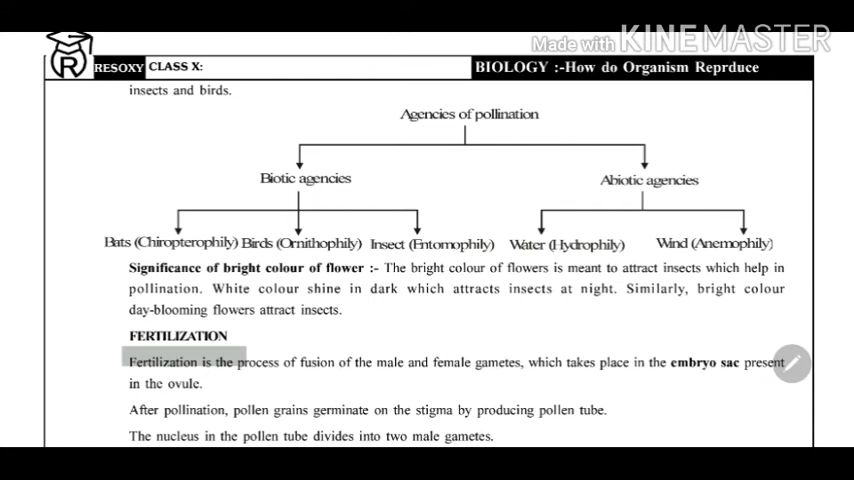 Made with KINEMASTER
R
RESOXY CLASS X: BIOLOGY :-How do Organism Reprduce
insects and birds.
Agencies of pollination
Biotic agencies Abiotic agencies
Bats (Chiropterophily) Birds (Ornithophily) Insect (Entomophily) Water (Hydrophily) Wind (Anemophily)
Significance of bright colour of flower :- The bright colour of flowers is meant to attract insects which help in
pollination. White colour shine in dark which attracts insects at night. Similarly, bright colour
day-blooming flowers attract insects.
FERTILIZATION
Fertilization is the process of fusion of the male and female gametes, which takes place in the embryo sac present
in the ovule.
After pollination, pollen grains germinate on the stigma by producing pollen tube.
The nucleus in the pollen tube divides into two male gametes.